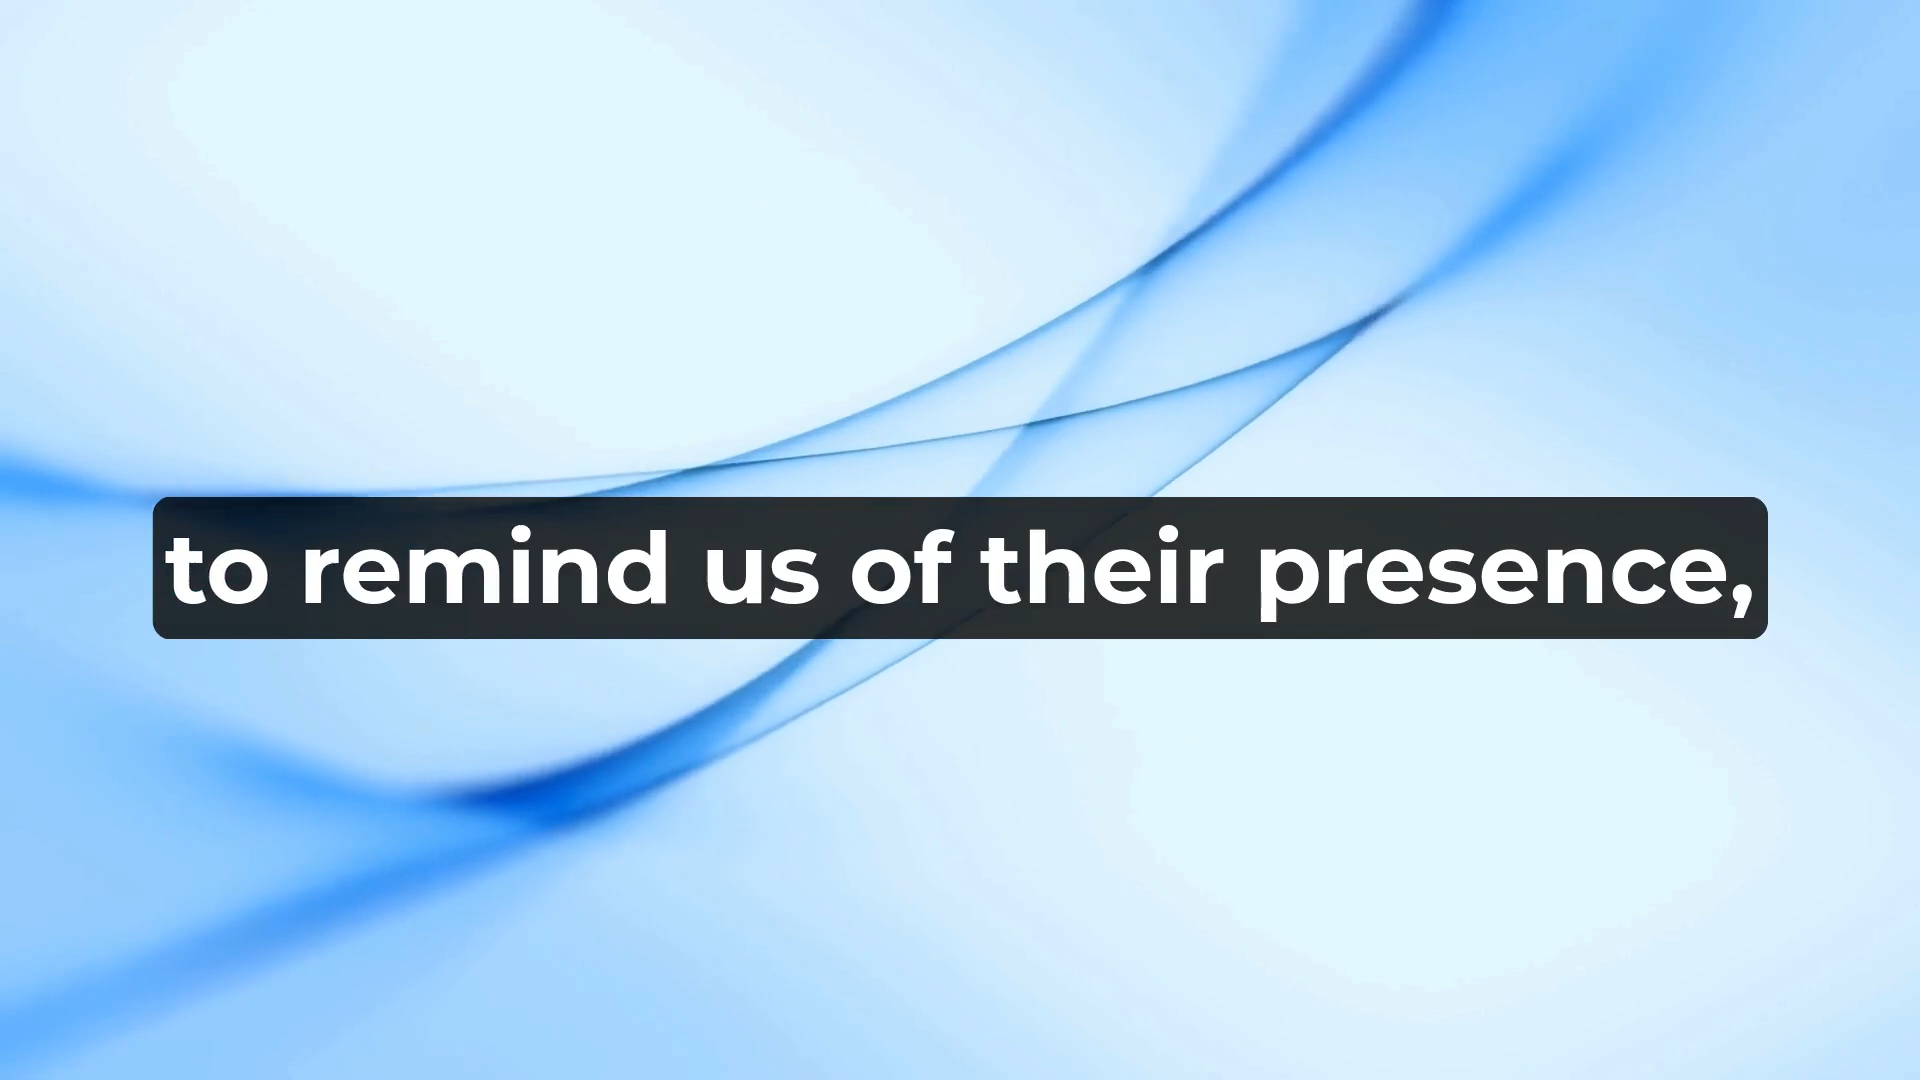 to remind us of their presence,